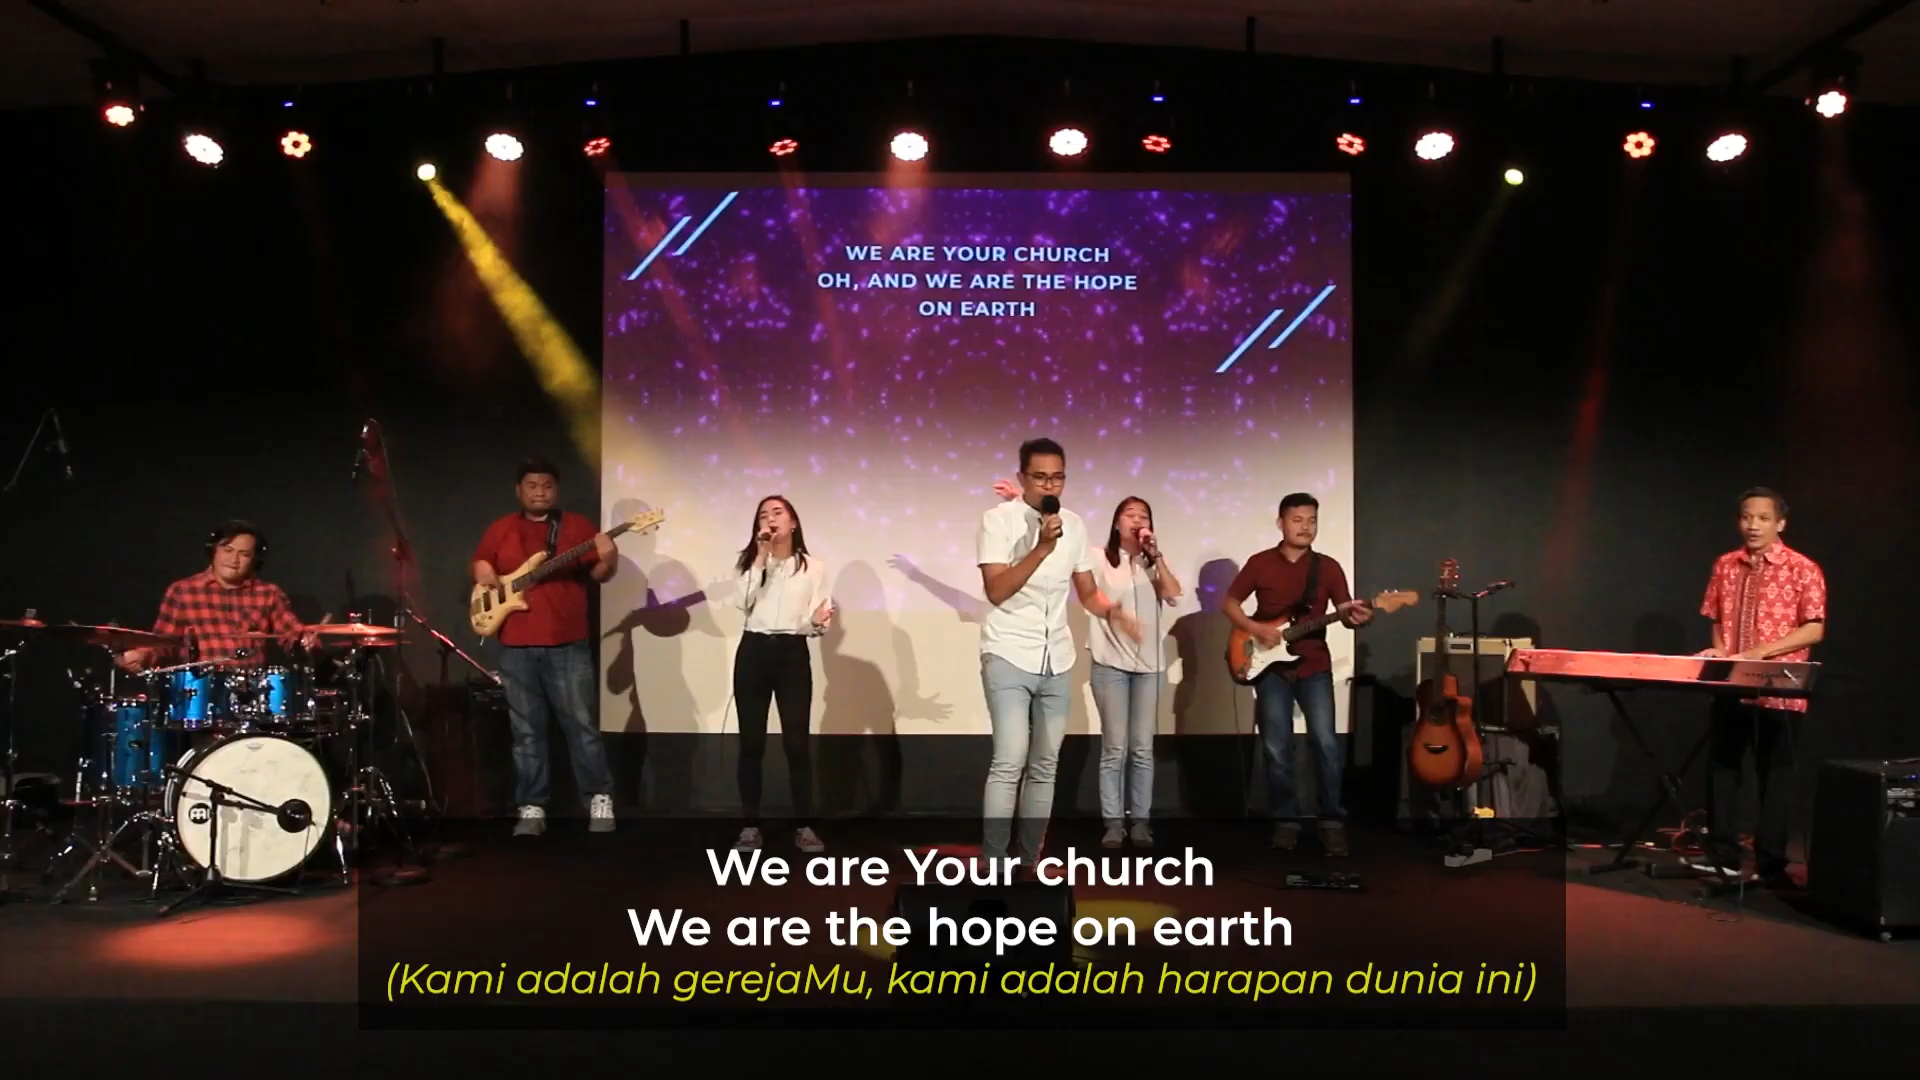 WE ARE YOUR CHURCH
OH, AND WE ARE THE HOPE
ON EARTH
We are Your church
We are the hope on earth
(Kami adalah gerejaMu, kami adalah harapan dunia ini)